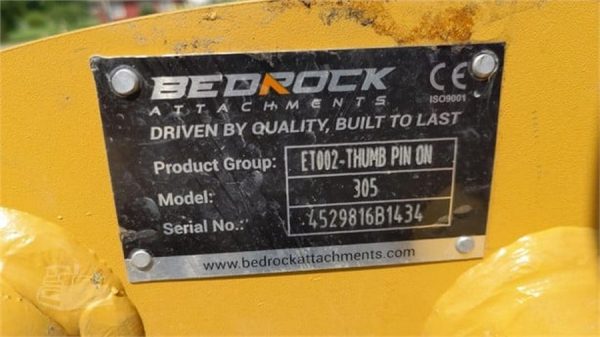 BEDROCK
ATTACHMENTS
CE
ISO9001
DRIVEN BY QUALITY, BUILT TO LAST
Product Group: ET002-THUMB PIN ON
Model: 305
Serial No.: 4529816B1434
www.bedrockattachments.com